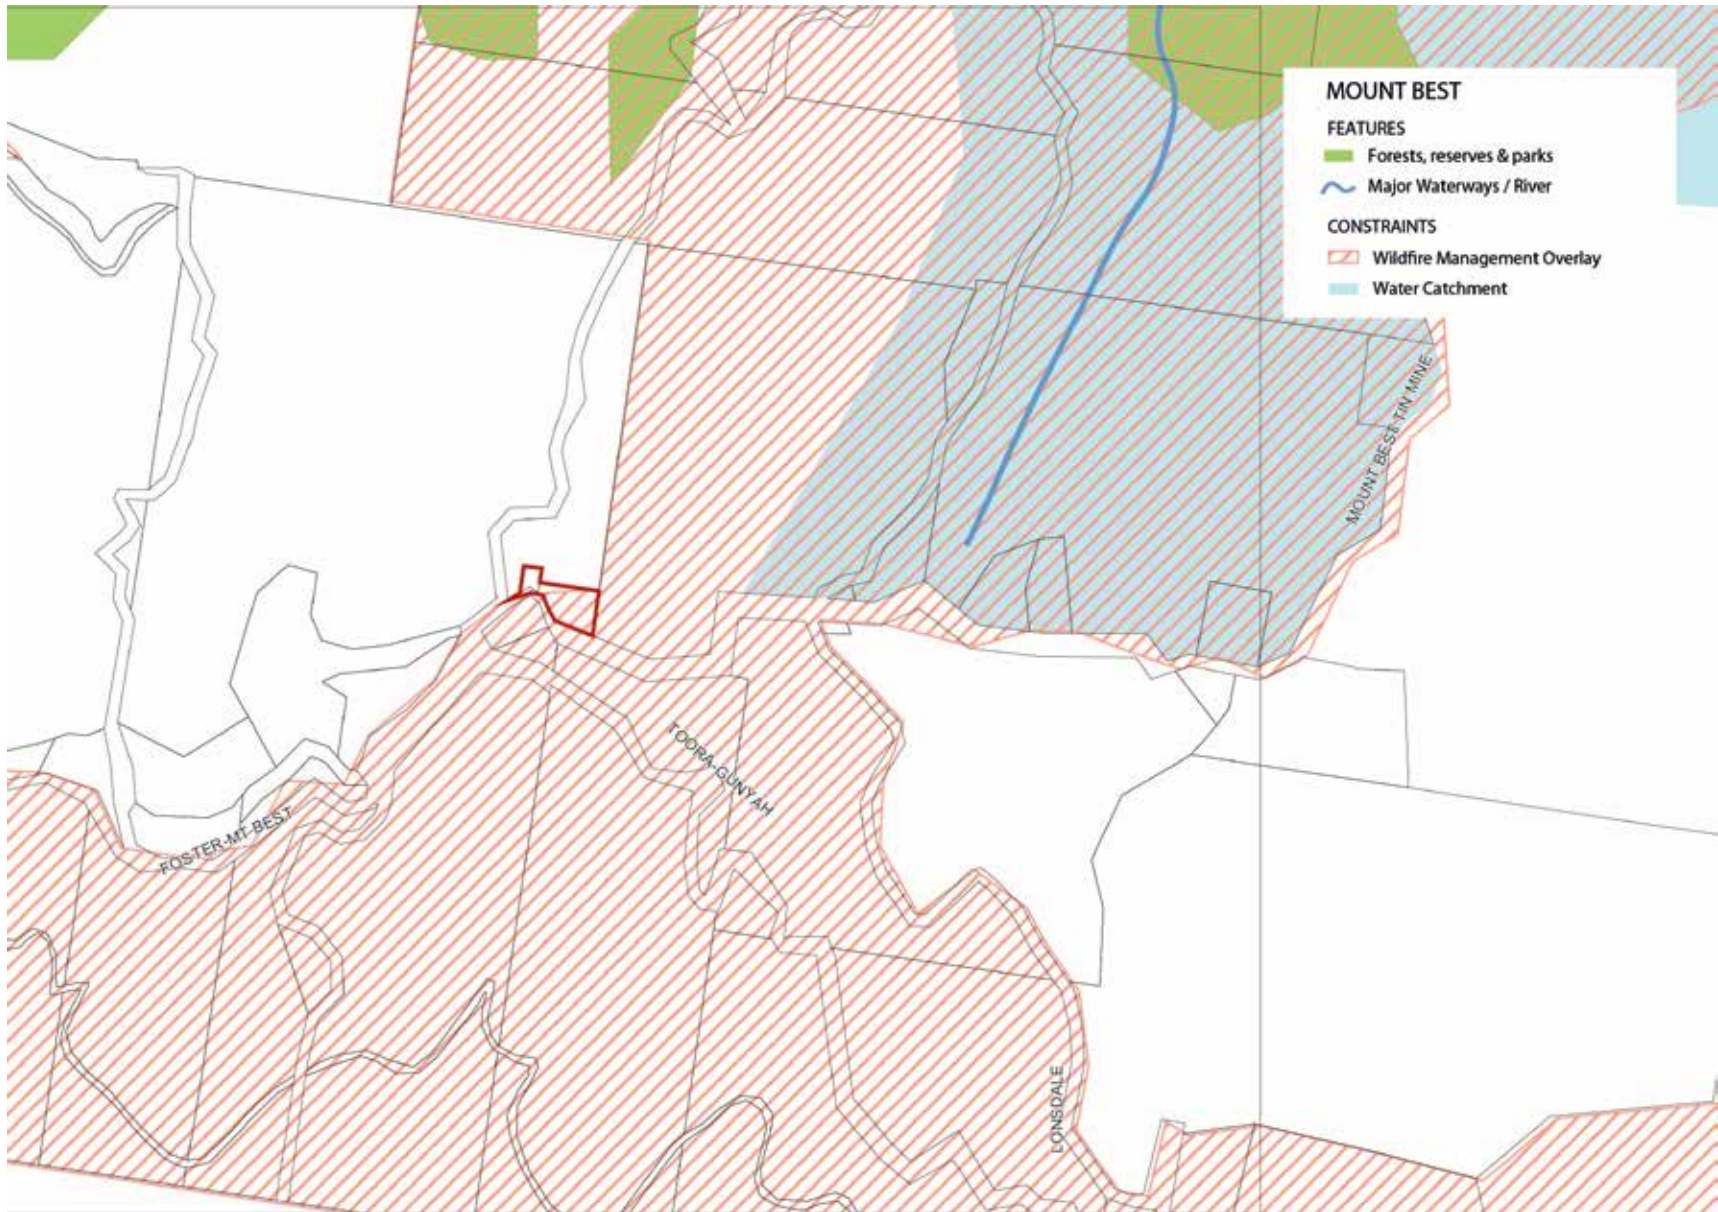 MOUNT BEST
FEATURES
Forests, reserves & parks
Major Waterways / River
CONSTRAINTS
Wildfire Management Overlay
Water Catchment
MOUNT BEST TIN MINE
TOORA-GUNYAH
FOSTER-MT BEST
LONSDALE